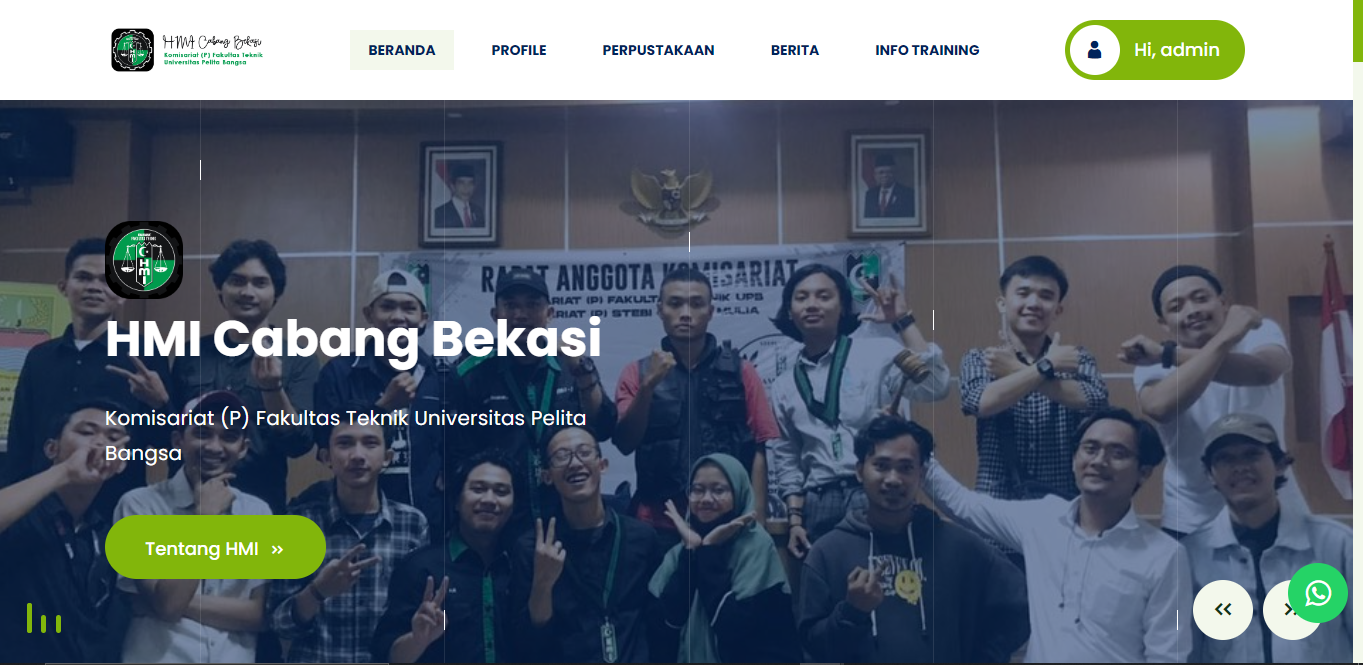 HMI Cabang Bekasi
Komisariat (P) Fakultas Teknik
Universitas Pelita Bangsa
BERANDA
PROFILE
PERPUSTAKAAN
BERITA
INFO TRAINING
Hi, admin
RAPAT ANGGOTA KOMISARIAT
HMI
HMI Cabang Bekasi
Komisariat (P) Fakultas Teknik Universitas Pelita
Bangsa
Tentang HMI »